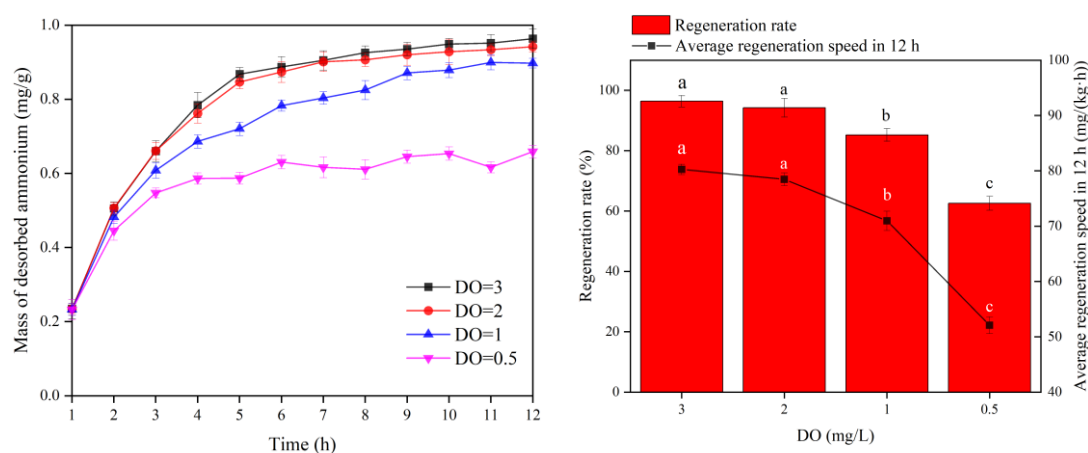 Mass of desorbed ammonium (mg/g)
1.0
0.8
0.6
0.4
0.2
0.0
1 2 3 4 5 6 7 8 9 10 11 12
Time (h)
DO=3
DO=2
DO=1
DO=0.5
Regeneration rate
Average regeneration speed in 12 h
Regeneration rate (%)
100
80
60
40
20
0
a a b c
a a b c
3 2 1 0.5
DO (mg/L)
100
90
80
70
60
50
40
Average regeneration speed in 12 h (mg/(kg·h))